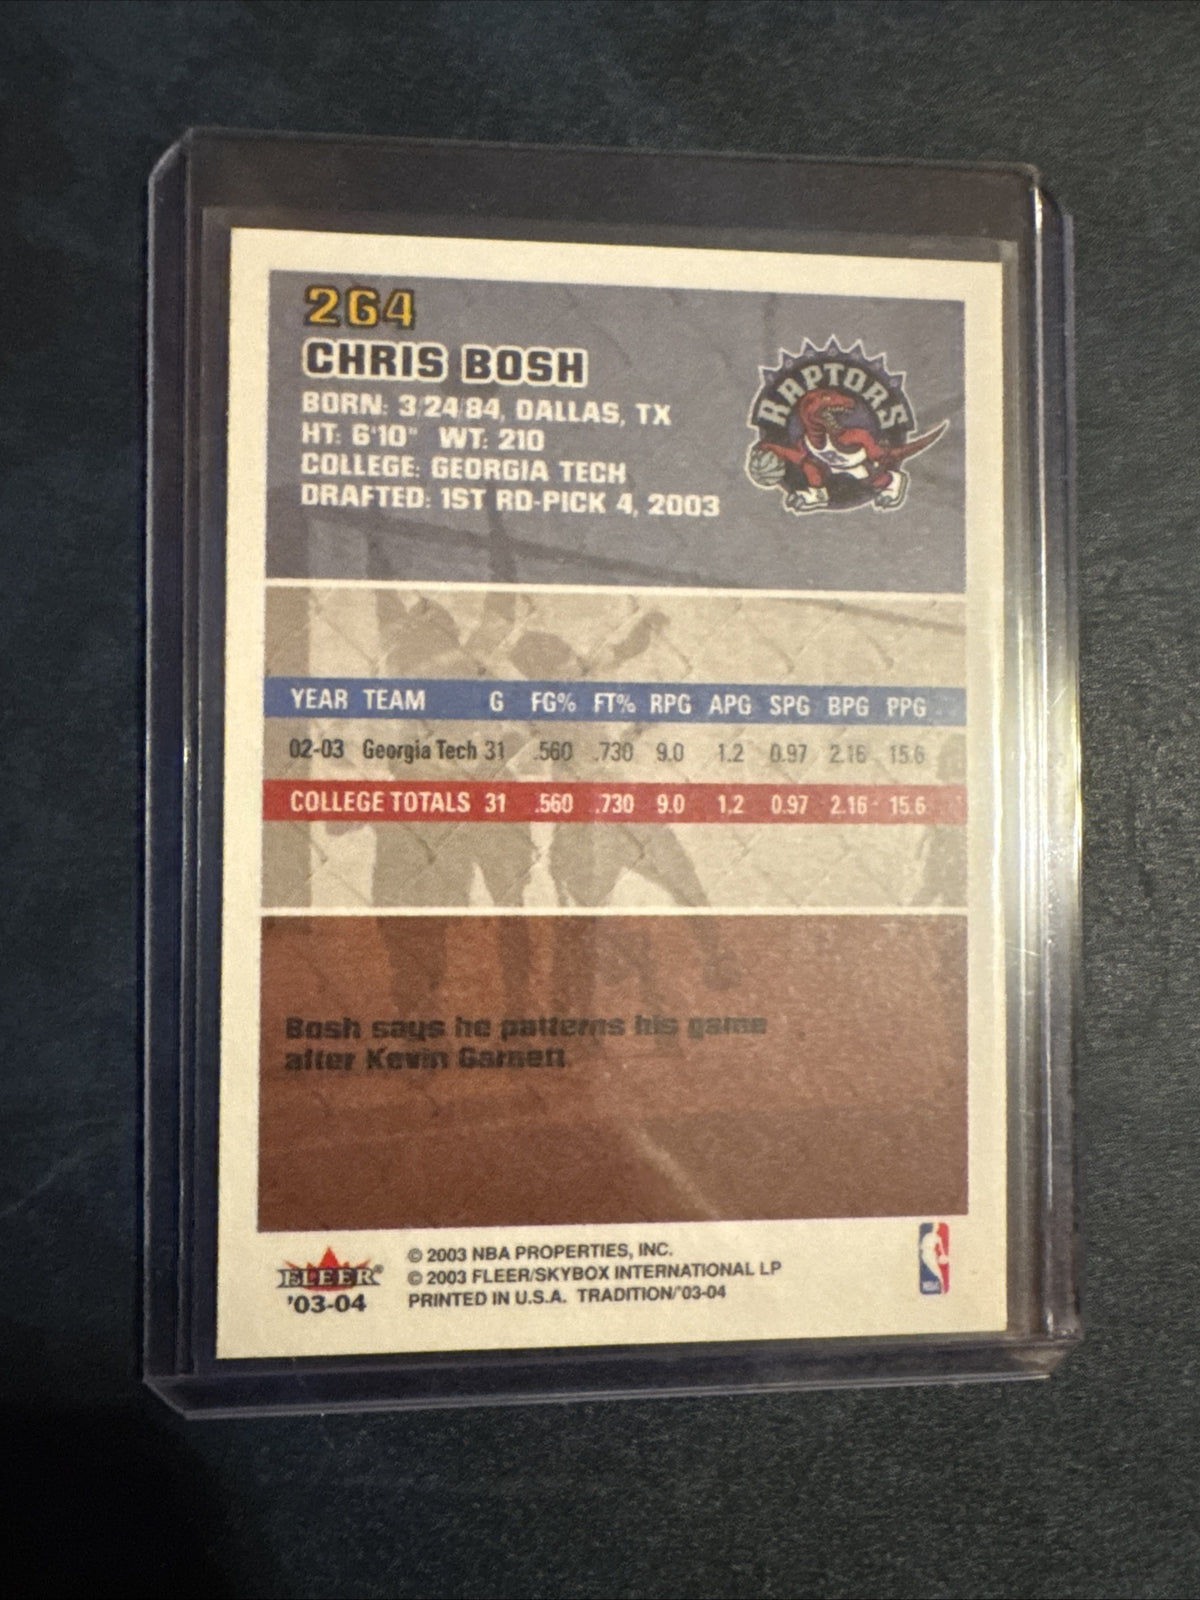 264
CHRIS BOSH
BORN: 3/24/84, DALLAS, TX
HT: 6'10" WT: 210
COLLEGE: GEORGIA TECH
DRAFTED: 1ST RD-PICK 4, 2003
RAPTORS
YEAR TEAM G FG% FT% RPG APG SPG BPG PPG
02-03 Georgia Tech 31 .560 .730 9.0 1.2 0.97 2.16 15.6
COLLEGE TOTALS 31 .560 .730 9.0 1.2 0.97 2.16 15.6
Bosh says he patterns his game
after Kevin Garnett.
FLEER®
'03-04
© 2003 NBA PROPERTIES, INC.
© 2003 FLEER/SKYBOX INTERNATIONAL LP
PRINTED IN U.S.A. TRADITION/'03-04
NBA